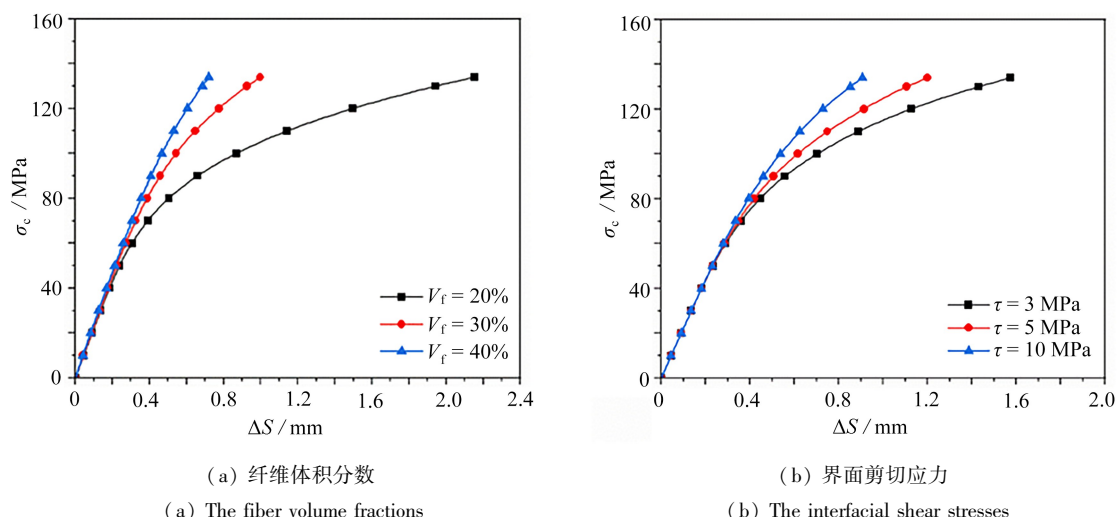 160
120
80
40
0
σc / MPa
Vf = 20%
Vf = 30%
Vf = 40%
0 0.4 0.8 1.2 1.6 2.0 2.4
ΔS / mm
(a) 纤维体积分数
(a) The fiber volume fractions
160
120
80
40
0
σc / MPa
τ = 3 MPa
τ = 5 MPa
τ = 10 MPa
0 0.4 0.8 1.2 1.6 2.0
ΔS / mm
(b) 界面剪切应力
(b) The interfacial shear stresses